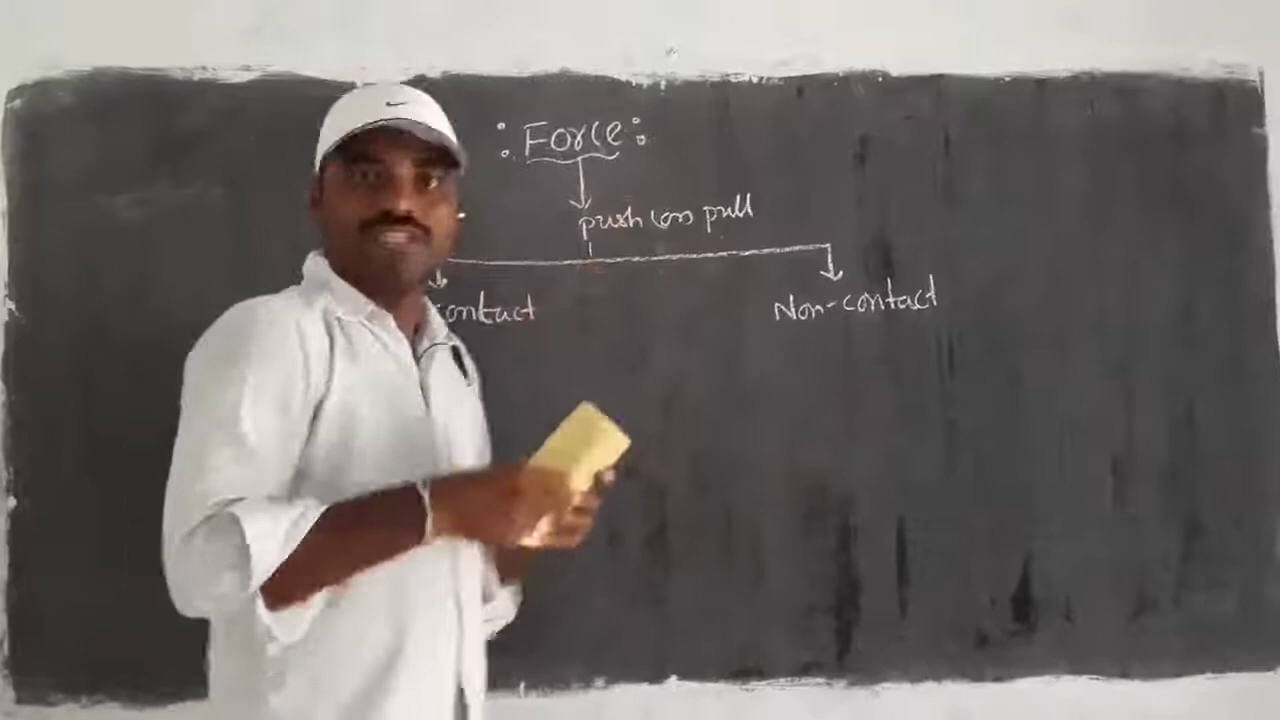 : Force :
push (or) pull
contact
Non-contact